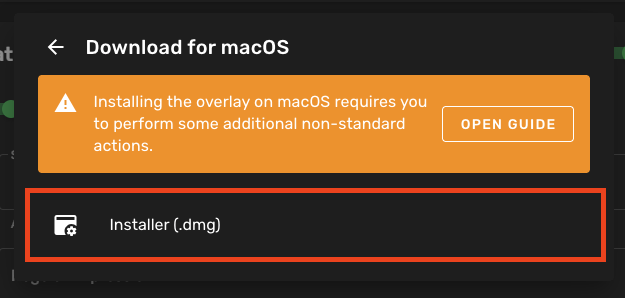 Download for macOS
Installing the overlay on macOS requires you
to perform some additional non-standard
actions.
OPEN GUIDE
Installer (.dmg)